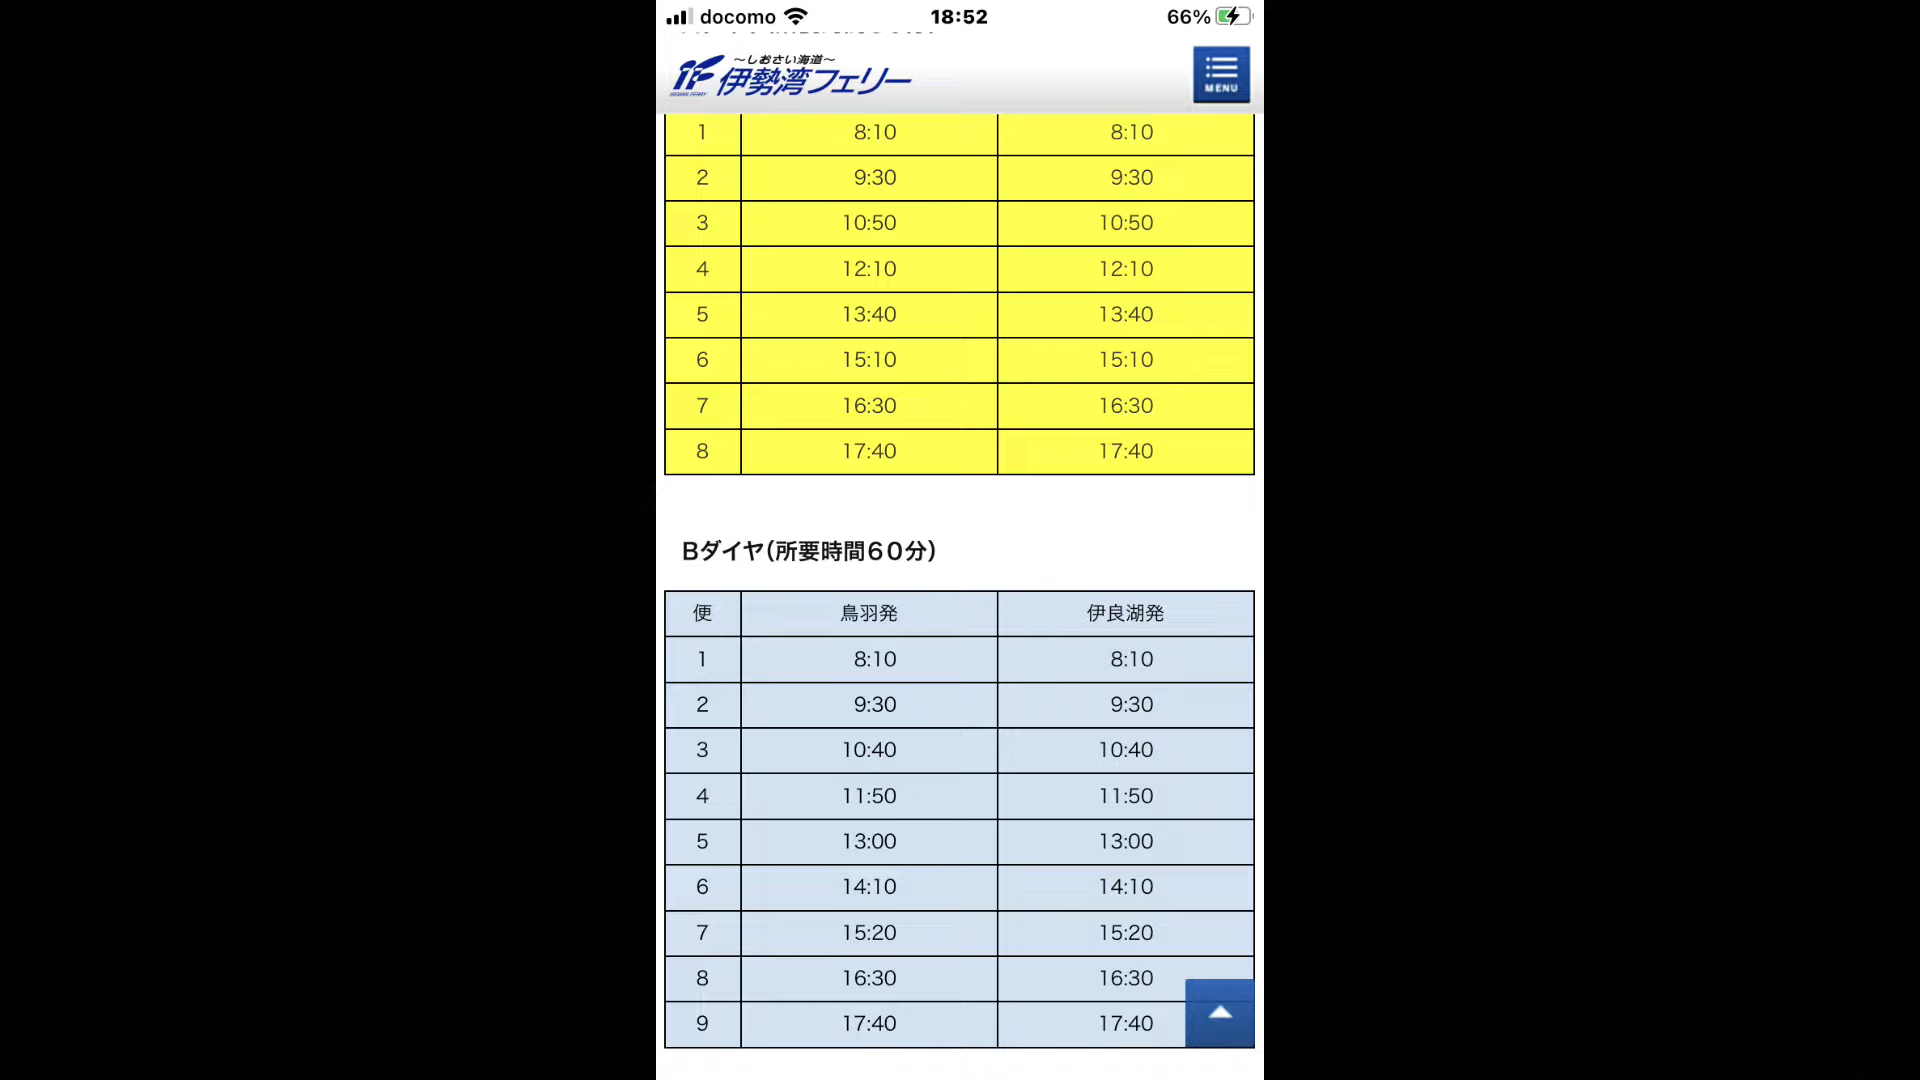 docomo 18:52 66%
～しおさい海道～
IF 伊勢湾フェリー
MENU
1 8:10 8:10
2 9:30 9:30
3 10:50 10:50
4 12:10 12:10
5 13:40 13:40
6 15:10 15:10
7 16:30 16:30
8 17:40 17:40
Bダイヤ(所要時間60分)
便 鳥羽発 伊良湖発
1 8:10 8:10
2 9:30 9:30
3 10:40 10:40
4 11:50 11:50
5 13:00 13:00
6 14:10 14:10
7 15:20 15:20
8 16:30 16:30
9 17:40 17:40